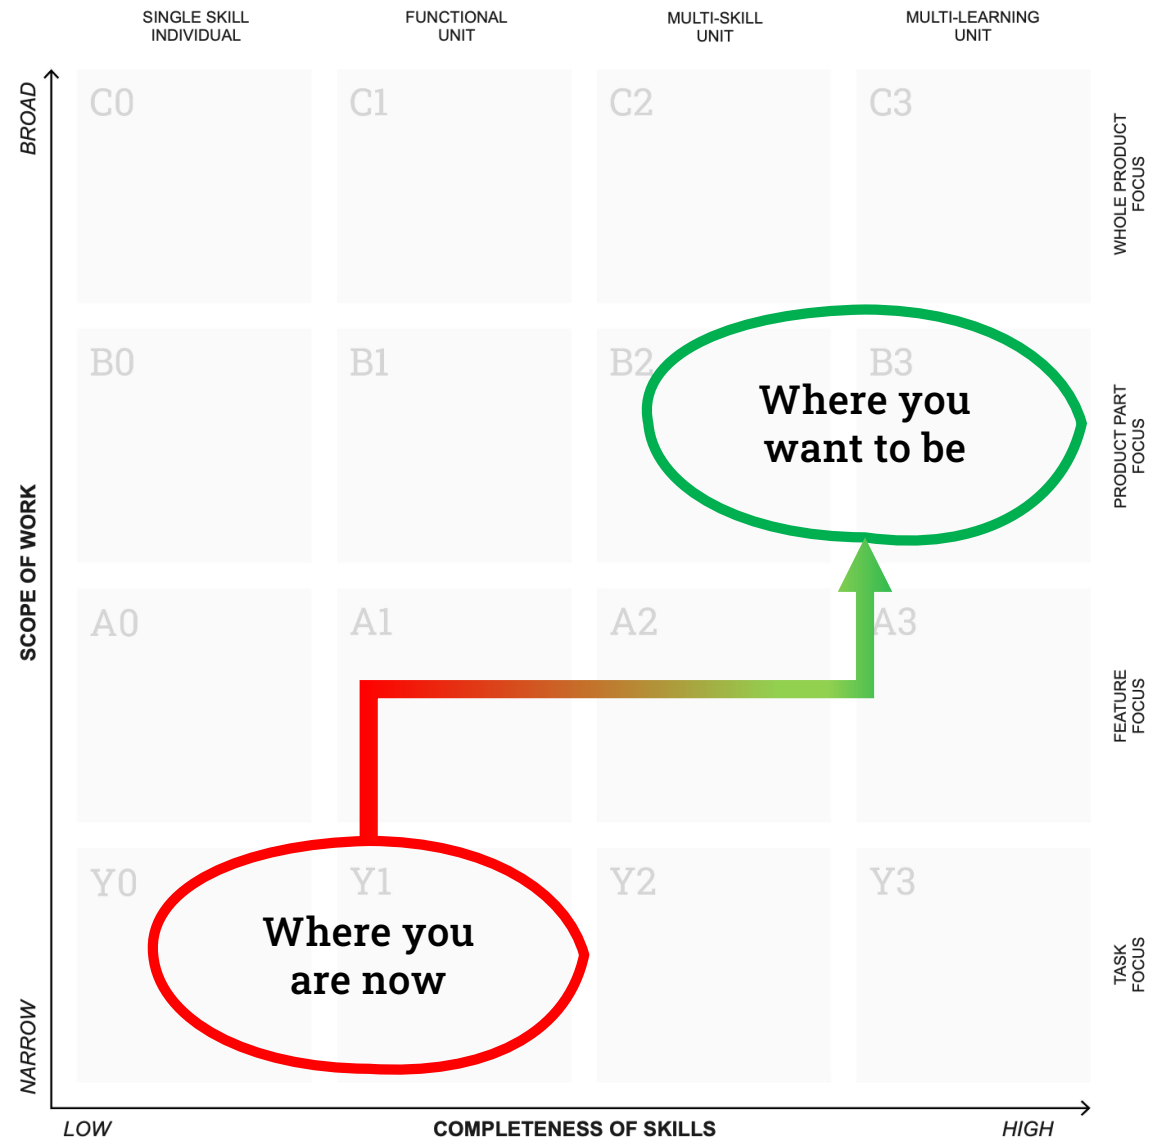 SINGLE SKILL
INDIVIDUAL
FUNCTIONAL
UNIT
MULTI-SKILL
UNIT
MULTI-LEARNING
UNIT
BROAD
C0
C1
C2
C3
WHOLE PRODUCT
FOCUS
B0
B1
B2
B3
Where you
want to be
PRODUCT PART
FOCUS
SCOPE OF WORK
A0
A1
A2
A3
FEATURE
FOCUS
Y0
Y1
Y2
Y3
Where you
are now
TASK
FOCUS
NARROW
LOW
COMPLETENESS OF SKILLS
HIGH